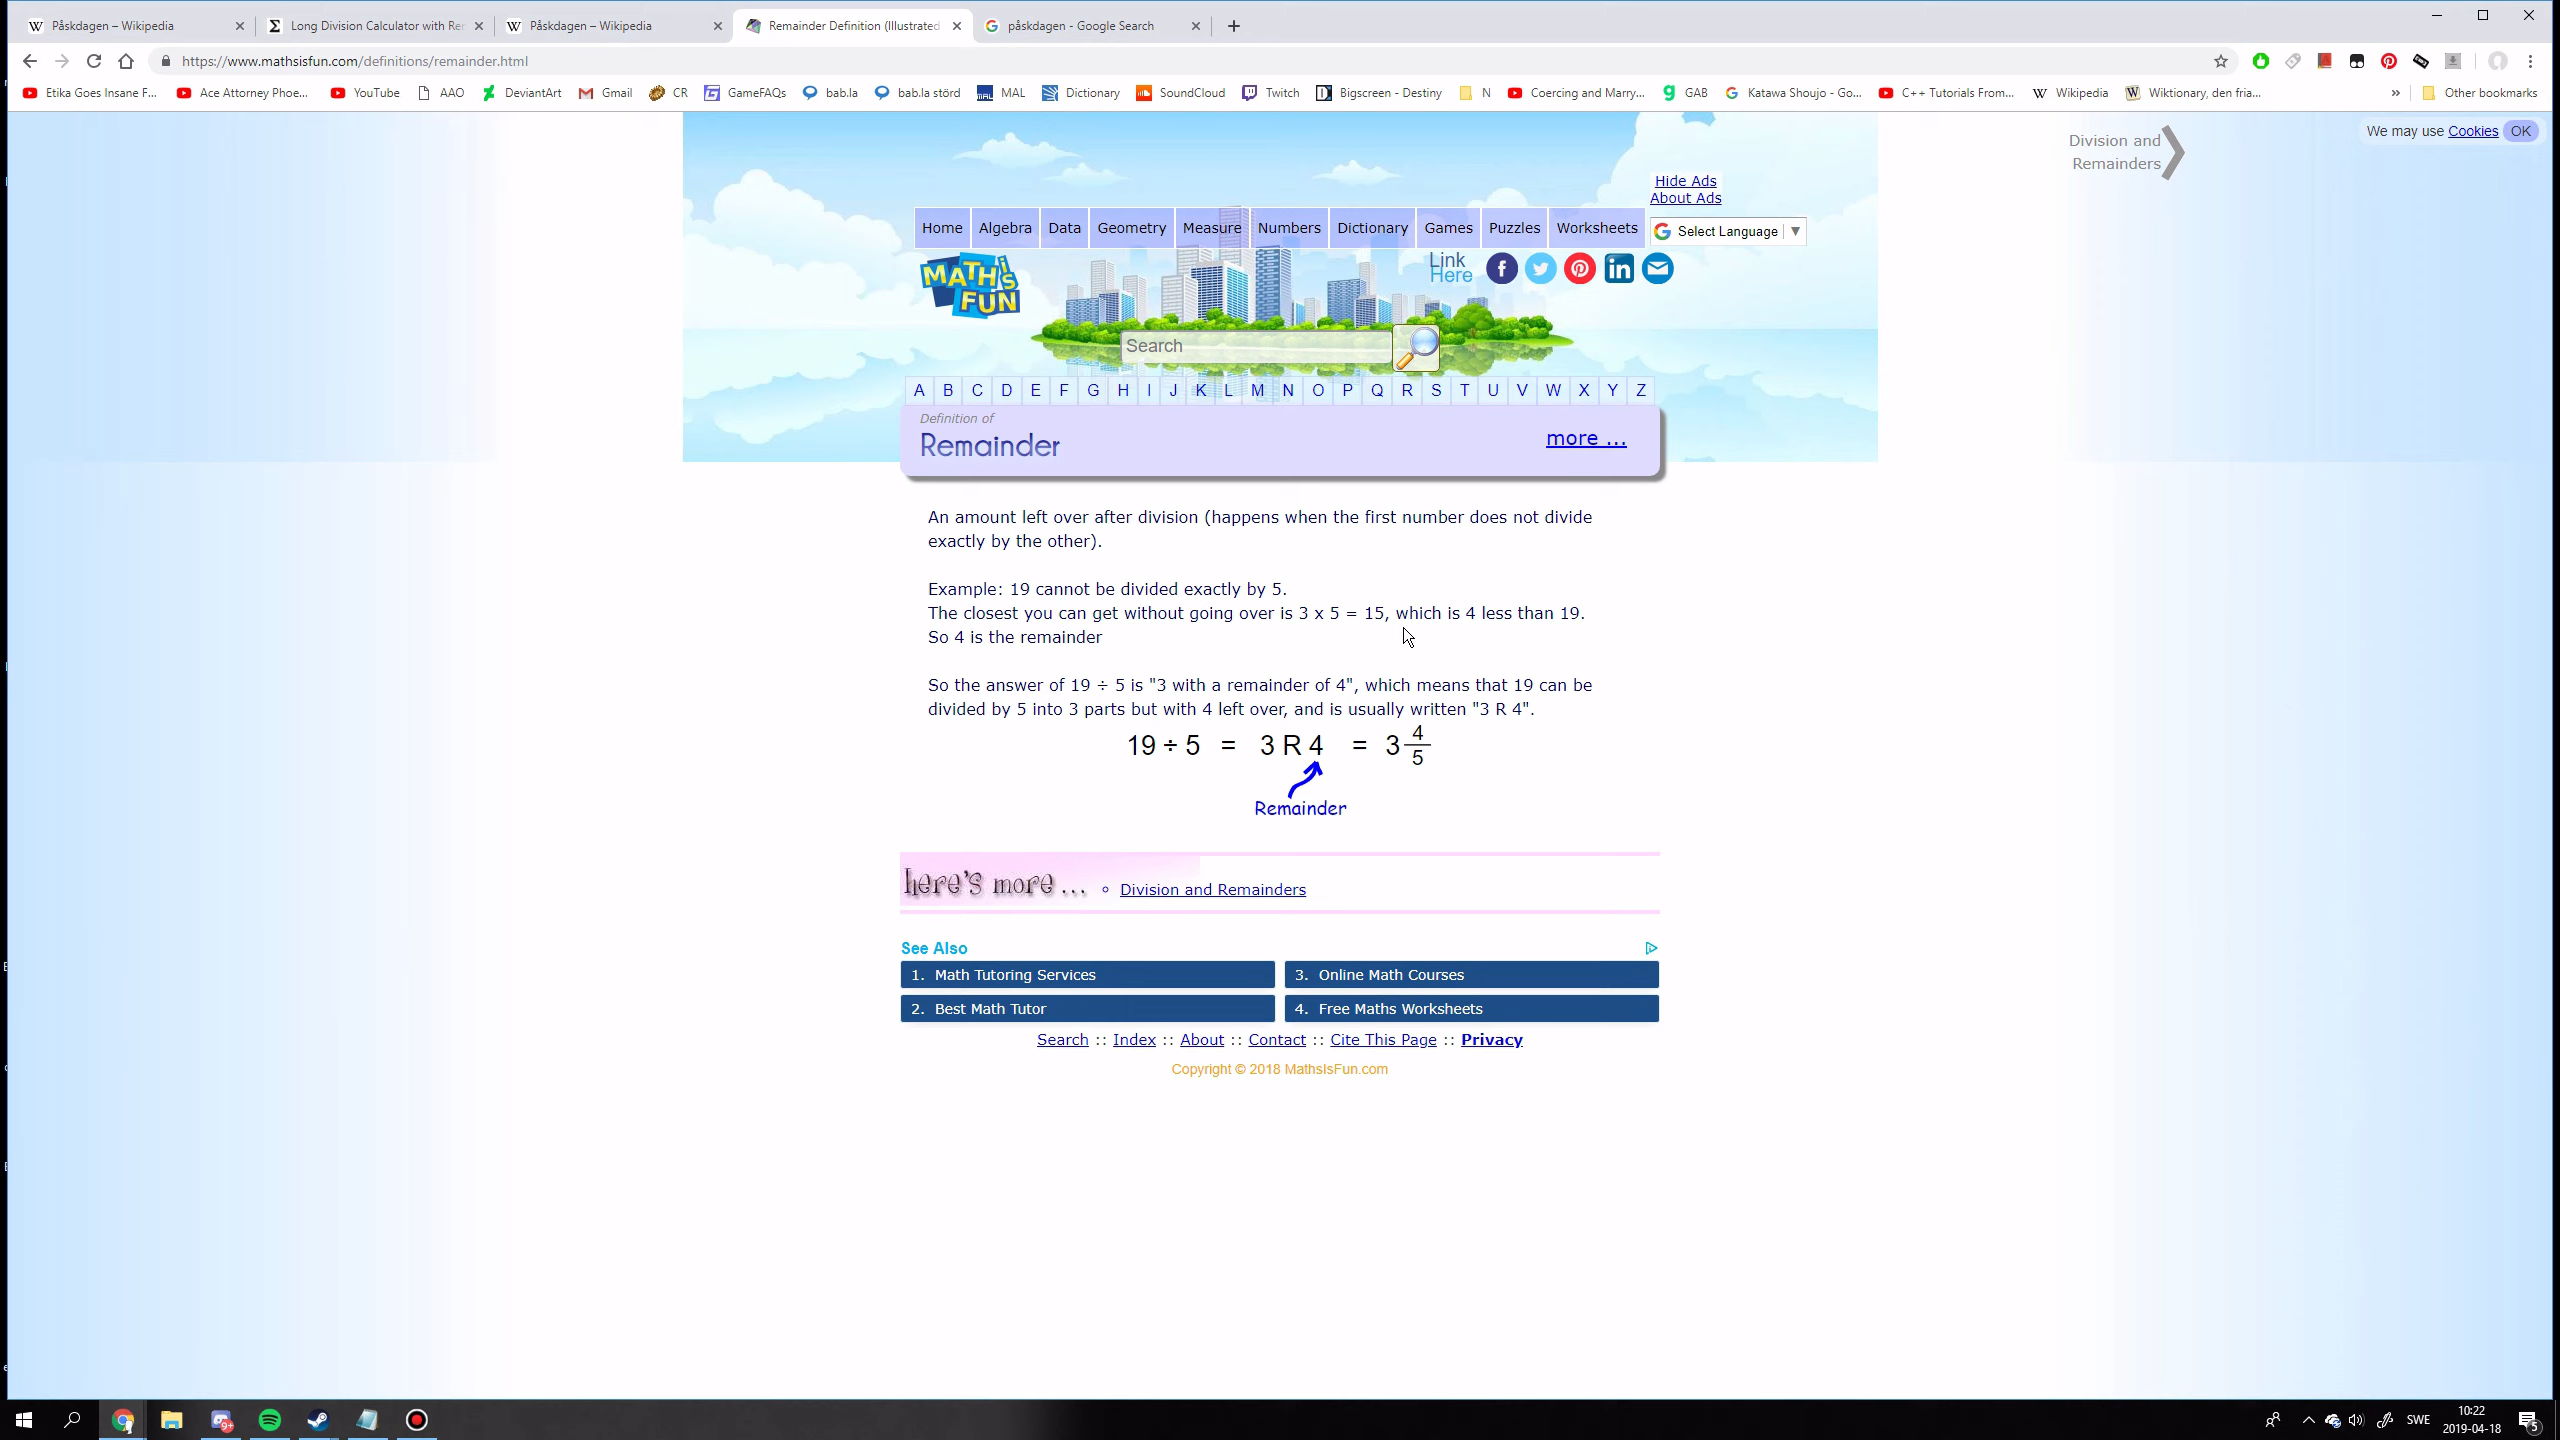 Påskdagen – Wikipedia
Long Division Calculator with Rer
Påskdagen – Wikipedia
Remainder Definition (Illustrated
påskdagen - Google Search
https://www.mathsisfun.com/definitions/remainder.html
Etika Goes Insane F...
Ace Attorney Phoe...
YouTube
AAO
DeviantArt
Gmail
CR
GameFAQs
bab.la
bab.la störd
MAL
Dictionary
SoundCloud
Twitch
Bigscreen - Destiny
N
Coercing and Marry...
GAB
Katawa Shoujo - Go...
C++ Tutorials From...
Wikipedia
Wiktionary, den fria...
»
Other bookmarks
Division and
Remainders
We may use Cookies OK
Hide Ads
About Ads
Home Algebra Data Geometry Measure Numbers Dictionary Games Puzzles Worksheets
Select Language ▼
MATH iS FUN
Link
Here
Search
A B C D E F G H I J K L M N O P Q R S T U V W X Y Z
Definition of
Remainder
more ...
An amount left over after division (happens when the first number does not divide
exactly by the other).
Example: 19 cannot be divided exactly by 5.
The closest you can get without going over is 3 x 5 = 15, which is 4 less than 19.
So 4 is the remainder
So the answer of 19 ÷ 5 is "3 with a remainder of 4", which means that 19 can be
divided by 5 into 3 parts but with 4 left over, and is usually written "3 R 4".
19 ÷ 5 = 3 R 4 = 3 4/5
Remainder
here's more ...
Division and Remainders
See Also
1. Math Tutoring Services
2. Best Math Tutor
3. Online Math Courses
4. Free Maths Worksheets
Search :: Index :: About :: Contact :: Cite This Page :: Privacy
Copyright © 2018 MathsIsFun.com
SWE
10:22
2019-04-18
5